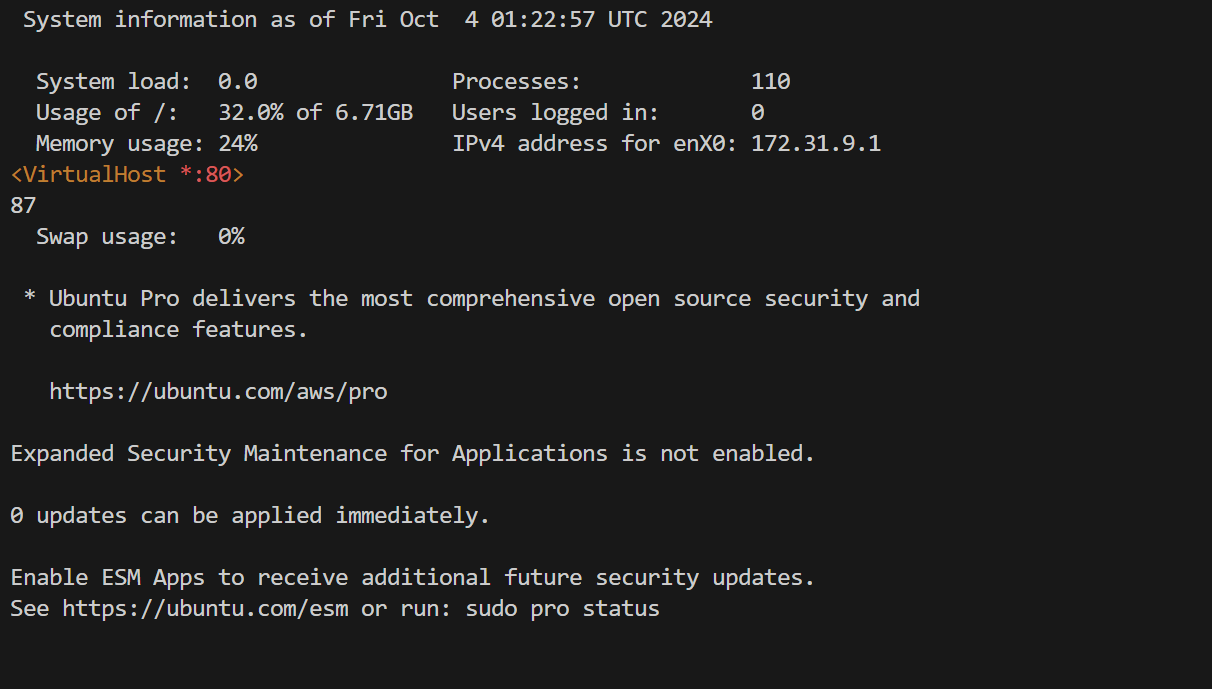 System information as of Fri Oct  4 01:22:57 UTC 2024
System load:  0.0               Processes:             110
Usage of /:   32.0% of 6.71GB   Users logged in:       0
Memory usage: 24%               IPv4 address for enX0: 172.31.9.1
<VirtualHost *:80>
87
Swap usage:   0%
* Ubuntu Pro delivers the most comprehensive open source security and
compliance features.
https://ubuntu.com/aws/pro
Expanded Security Maintenance for Applications is not enabled.
0 updates can be applied immediately.
Enable ESM Apps to receive additional future security updates.
See https://ubuntu.com/esm or run: sudo pro status